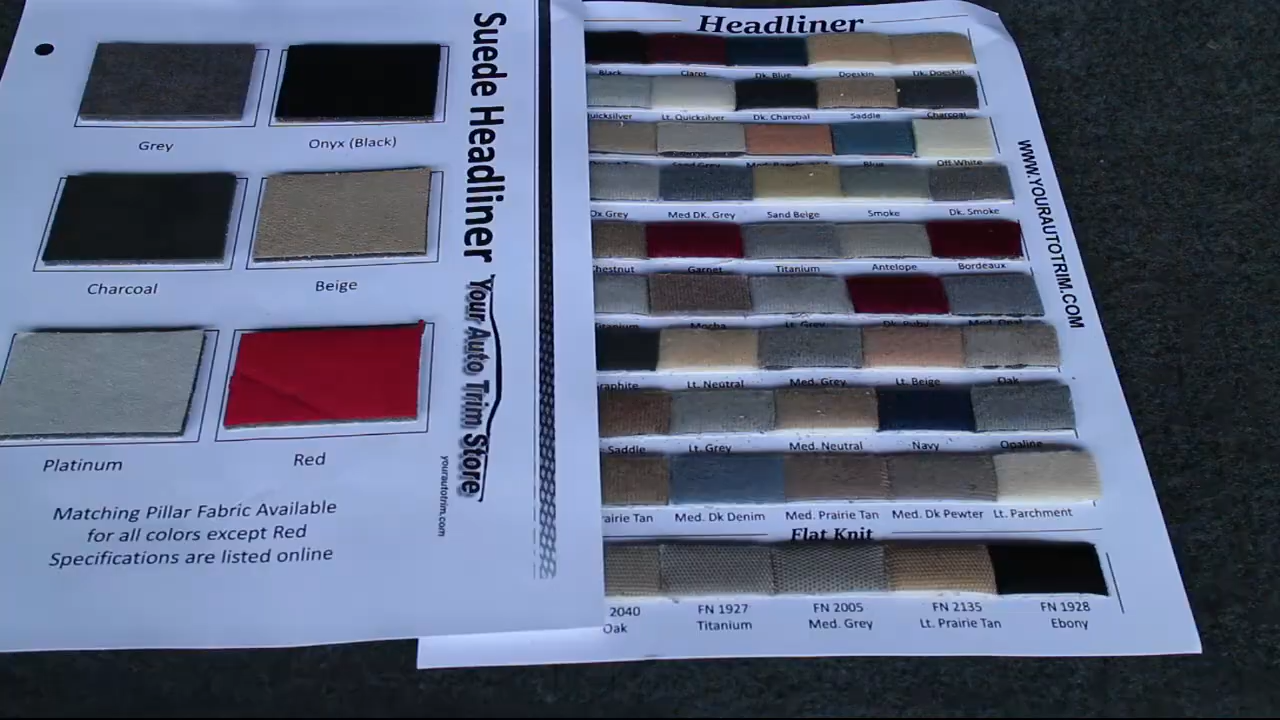 Suede Headliner
Grey
Onyx (Black)
Charcoal
Beige
Platinum
Red
Matching Pillar Fabric Available
for all colors except Red
Specifications are listed online
Your Auto Trim Store
yourautotrim.com
Headliner
Black Claret Dk. Blue Doeskin Dk. Doeskin
Lt. Quicksilver Dk. Charcoal Saddle Charcoal
Sand Grey Blue Off White
Med DK. Grey Sand Beige Smoke Dk. Smoke
Chestnut Garnet Titanium Antelope Bordeaux
Mocha Lt. Grey Dk. Ruby Med. Opal
Lt. Neutral Med. Grey Lt. Beige Oak
Saddle Lt. Grey Med. Neutral Navy Opaline
Med. Dk Denim Med. Prairie Tan Med. Dk Pewter Lt. Parchment
Flat Knit
2040 FN 1927 FN 2005 FN 2135 FN 1928
Oak Titanium Med. Grey Lt. Prairie Tan Ebony
WWW.YOURAUTOTRIM.COM